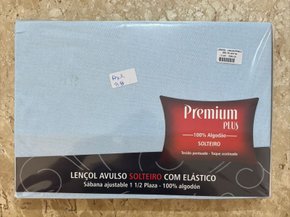 Premium
PLUS
100% Algodão
SOLTEIRO
Tecido penteado - Toque acetinado
LENÇOL AVULSO SOLTEIRO COM ELÁSTICO
Sábana ajustable 1 1/2 Plaza - 100% algodón